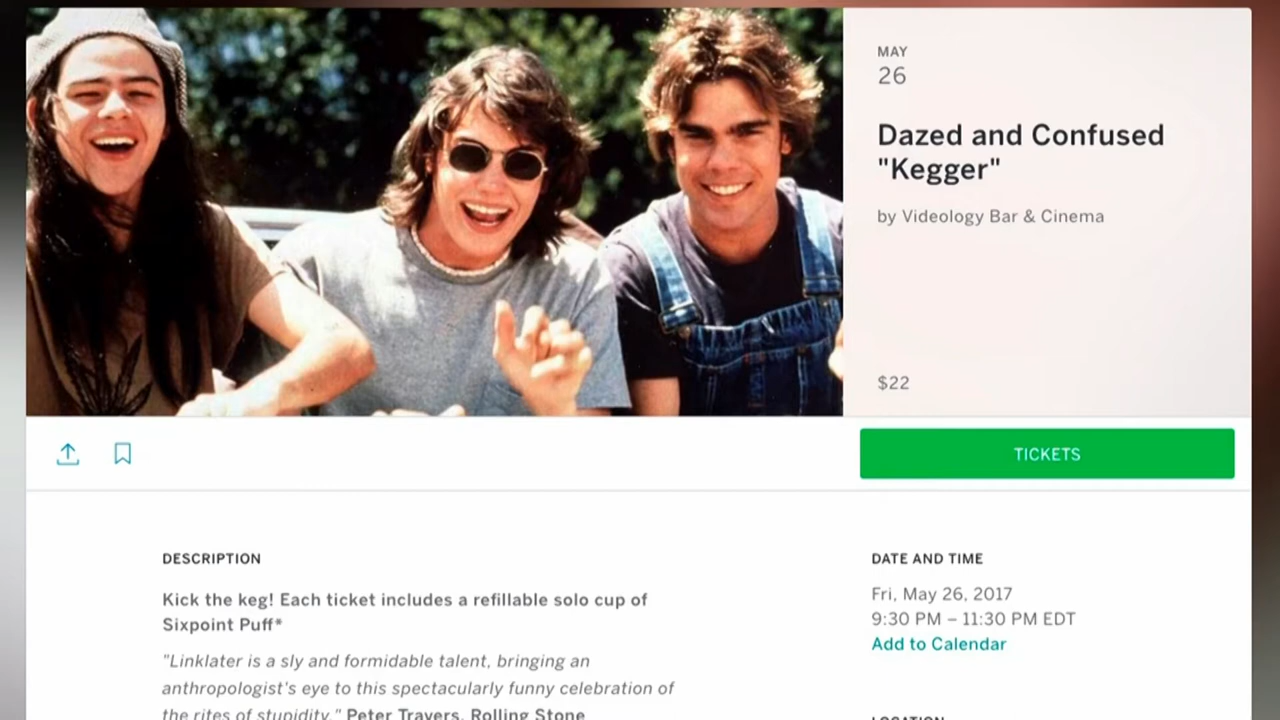 MAY
26
Dazed and Confused
"Kegger"
by Videology Bar & Cinema
$22
TICKETS
DESCRIPTION
Kick the keg! Each ticket includes a refillable solo cup of
Sixpoint Puff*
"Linklater is a sly and formidable talent, bringing an
anthropologist's eye to this spectacularly funny celebration of
the rites of stupidity." Peter Travers, Rolling Stone
DATE AND TIME
Fri, May 26, 2017
9:30 PM – 11:30 PM EDT
Add to Calendar
LOCATION